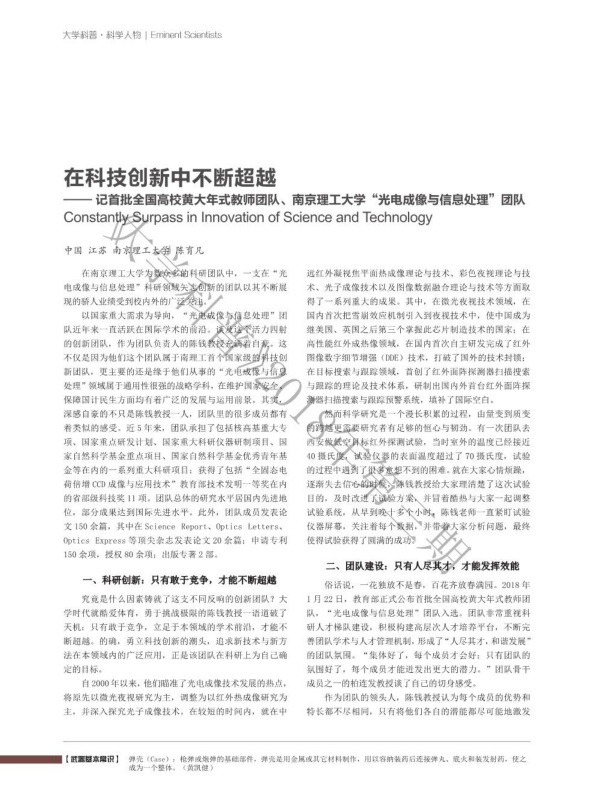 大学科普·科学人物 | Eminent Scientists
在科技创新中不断超越
—— 记首批全国高校黄大年式教师团队、南京理工大学“光电成像与信息处理”团队
Constantly Surpass in Innovation of Science and Technology
中国 江苏 南京理工大学 陈育凡
在南京理工大学为数众多的科研团队中，一支在“光
电成像与信息处理”科研领域矢志创新的团队以其不断展
现的骄人业绩受到校内外的广泛关注。
以国家重大需求为导向，“光电成像与信息处理”团
队近年来一直活跃在国际学术的前沿。谈及这个活力四射
的创新团队，作为团队负责人的陈钱教授充满着自豪。这
不仅是因为他们这个团队属于南理工首个国家级的科技创
新团队，更主要的还是缘于他们从事的“光电成像与信息
处理”领域属于通用性很强的战略学科，在维护国家安全、
保障国计民生方面均有着广泛的发展与运用前景。其实，
深感自豪的不只是陈钱教授一人，团队里的很多成员都有
着类似的感受。近 5 年来，团队承担了包括核高基重大专
项、国家重点研发计划、国家重大科研仪器研制项目、国
家自然科学基金重点项目、国家自然科学基金优秀青年基
金等在内的一系列重大科研项目；获得了包括“全固态电
荷倍增 CCD 成像与应用技术”教育部技术发明一等奖在内
的省部级科技奖 11 项。团队总体的研究水平居国内先进地
位，部分成果达到国际先进水平。此外，团队成员发表论
文 150 余篇，其中在 Science Report、Optics Letters、
Optics Express 等顶尖杂志发表论文 20 余篇；申请专利
150 余项，授权 80 余项；出版专著 2 部。
一、科研创新：只有敢于竞争，才能不断超越
究竟是什么因素铸就了这支不同反响的创新团队？大
学时代就酷爱体育，勇于挑战极限的陈钱教授一语道破了
天机：只有敢于竞争，立足于本领域的学术前沿，才能不
断超越。的确，勇立科技创新的潮头，追求新技术与新方
法在本领域内的广泛应用，正是该团队在科研上为自己确
定的目标。
自 2000 年以来，他们瞄准了光电成像技术发展的热点，
将原先以微光夜视研究为主，调整为以红外热成像研究为
主，并深入探究光子成像技术。在较短的时间内，就在中
远红外凝视焦平面热成像理论与技术、彩色夜视理论与技
术、光子成像技术以及图像数据融合理论与技术等方面取
得了一系列重大的成果。其中，在微光夜视技术领域，在
国内首次把雪崩效应机制引入到夜视技术中，使中国成为
继美国、英国之后第三个掌握此芯片制造技术的国家；在
高性能红外成热像领域，在国内首次自主研发完成了红外
图像数字细节增强（DDE）技术，打破了国外的技术封锁；
在目标搜索与跟踪领域，首创了红外面阵探测器扫描搜索
与跟踪的理论及技术体系，研制出国内外首台红外面阵探
测器扫描搜索与跟踪预警系统，填补了国际空白。
然而科学研究是一个漫长积累的过程，由量变到质变
的跨越更需要研究者有足够的恒心与韧劲。有一次团队去
西安做低空目标红外探测试验，当时室外的温度已经接近
40 摄氏度，试验仪器的表面温度超过了 70 摄氏度，试验
的过程中遇到了很多意想不到的困难。就在大家心情烦躁，
逐渐失去信心的时候，陈钱教授给大家理清楚了这次试验
目的，及时改进了试验方案，并冒着酷热与大家一起调整
试验系统，从早到晚十多个小时，陈钱老师一直紧盯试验
仪器屏幕，关注着每个数据，并带着大家分析问题，最终
使得试验获得了圆满的成功。
二、团队建设：只有人尽其才，才能发挥效能
俗话说，一花独放不是春，百花齐放春满园。2018 年
1 月 22 日，教育部正式公布首批全国高校黄大年式教师团
队，“光电成像与信息处理”团队入选。团队非常重视科
研人才梯队建设，积极构建高层次人才培养平台，不断完
善团队学术与人才管理机制，形成了“人尽其才，和谐发展”
的团队氛围。“集体好了，每个成员才会好；只有团队的
氛围好了，每个成员才能迸发出更大的潜力。”团队骨干
成员之一的柏连发教授谈了自己的切身感受。
作为团队的领头人，陈钱教授认为每个成员的优势和
特长都不尽相同，只有将他们各自的潜能都尽可能地激发
【武器基本常识】 弹壳（Case）：枪弹或炮弹的基础部件，弹壳是用金属或其它材料制作，用以容纳装药后连接弹丸、底火和装发射药，使之
成为一个整体。（黄凯健）
《大学科普》2018年第二期